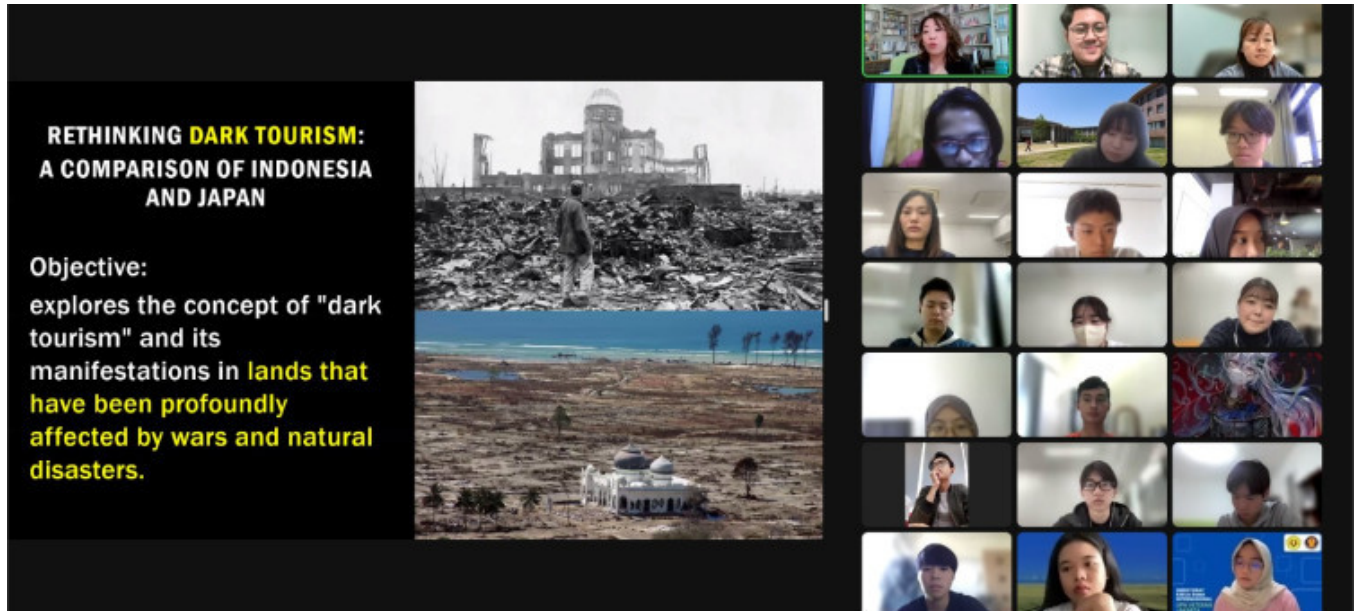 RETHINKING DARK TOURISM:
A COMPARISON OF INDONESIA
AND JAPAN
Objective:
explores the concept of "dark
tourism" and its
manifestations in lands that
have been profoundly
affected by wars and natural
disasters.